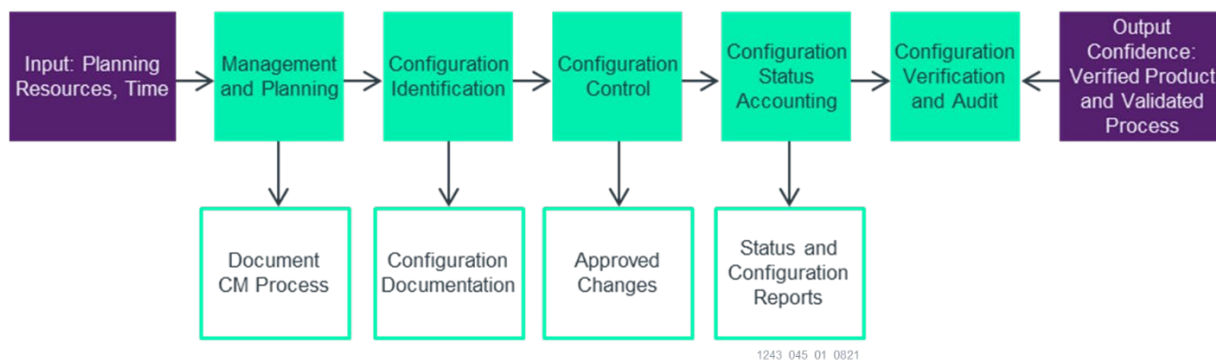 Input: Planning
Resources, Time
Management
and Planning
Configuration
Identification
Configuration
Control
Configuration
Status
Accounting
Configuration
Verification
and Audit
Output
Confidence:
Verified Product
and Validated
Process
Document
CM Process
Configuration
Documentation
Approved
Changes
Status and
Configuration
Reports
1243_045_01_0821